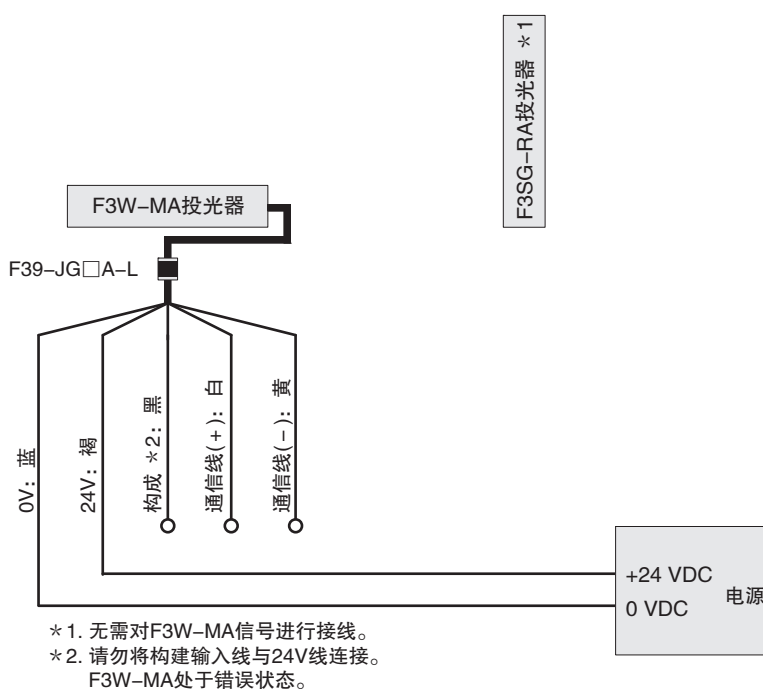 F3SG-RA投光器 *1
F3W-MA投光器
F39-JG□A-L
0V: 蓝
24V: 褐
构成 *2: 黑
通信线(+): 白
通信线(-): 黄
+24 VDC
0 VDC
电源
*1. 无需对F3W-MA信号进行接线。
*2. 请勿将构建输入线与24V线连接。
F3W-MA处于错误状态。